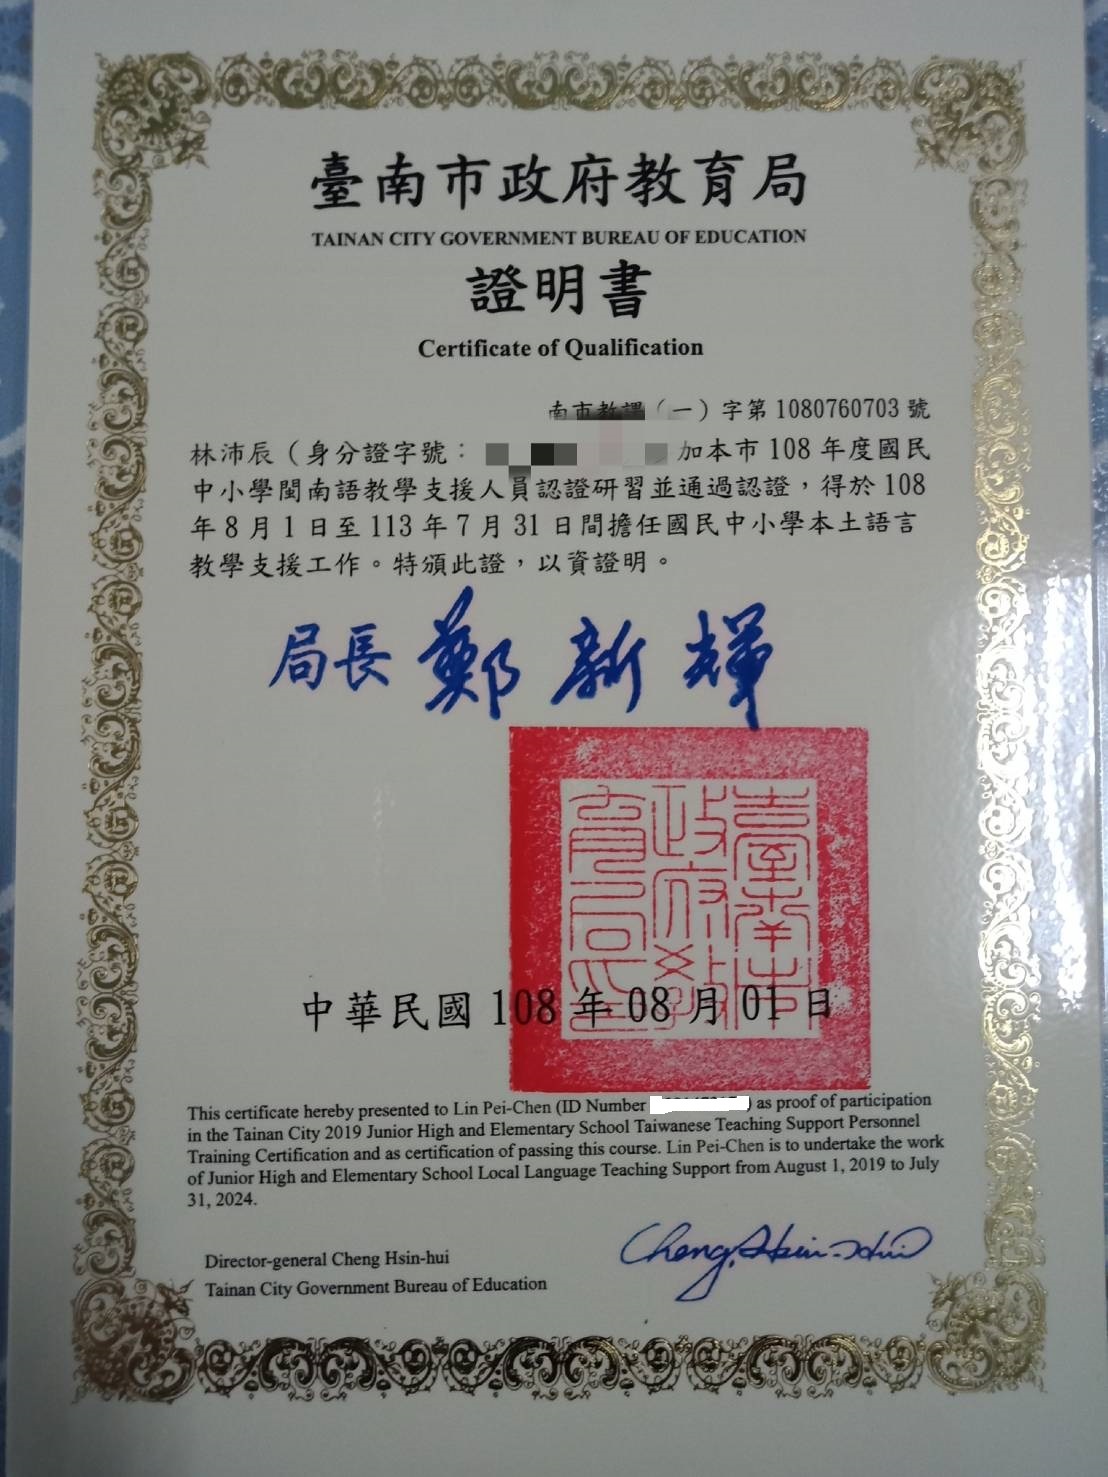 臺南市政府教育局
TAINAN CITY GOVERNMENT BUREAU OF EDUCATION
證明書
Certificate of Qualification
南市教課（一）字第 1080760703 號
林沛辰（身分證字號： 加本市 108 年度國民
中小學閩南語教學支援人員認證研習並通過認證，得於 108
年 8 月 1 日至 113 年 7 月 31 日間擔任國民中小學本土語言
教學支援工作。特頒此證，以資證明。
局長 鄭新輝
臺南市政府教育局印
中華民國 108 年 08 月 01 日
This certificate hereby presented to Lin Pei-Chen (ID Number ) as proof of participation
in the Tainan City 2019 Junior High and Elementary School Taiwanese Teaching Support Personnel
Training Certification and as certification of passing this course. Lin Pei-Chen is to undertake the work
of Junior High and Elementary School Local Language Teaching Support from August 1, 2019 to July
31, 2024.
Director-general Cheng Hsin-hui
Cheng, Hsin-Hui
Tainan City Government Bureau of Education